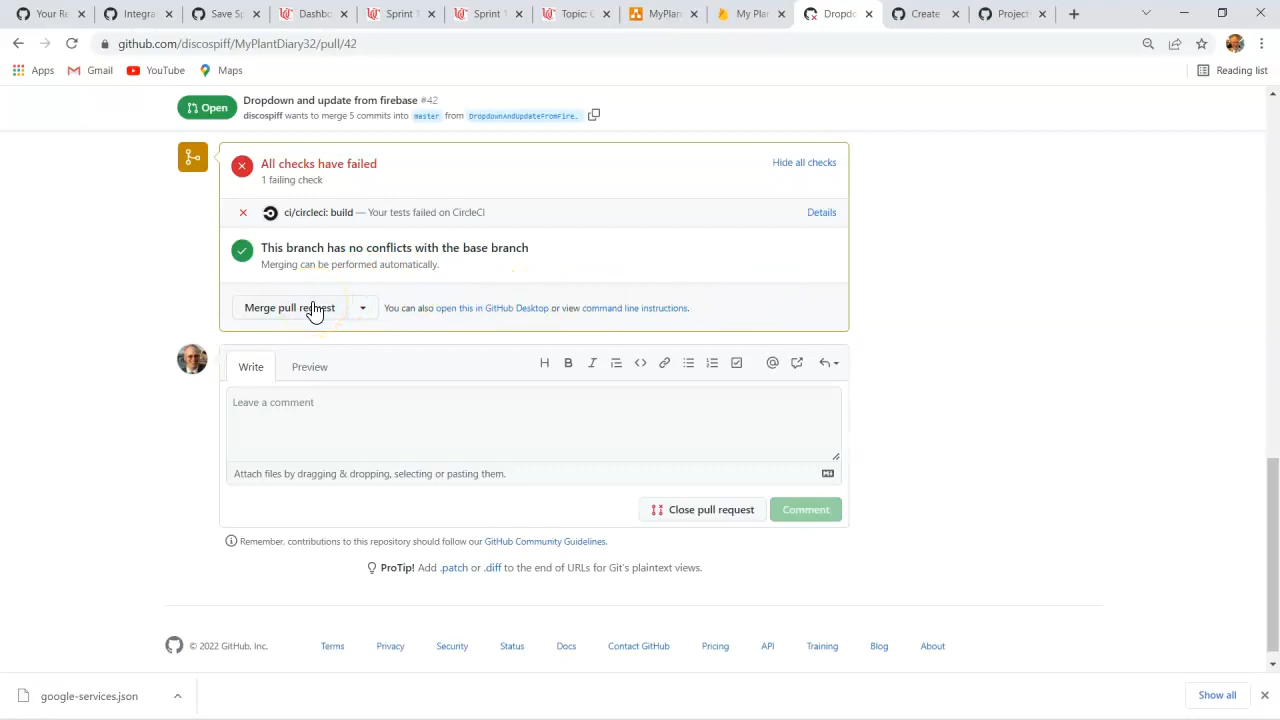 Your Re
Integra
Save Sp
Dashbo
Sprint
Sprint
Topic: 6
MyPlan
My Plan
Dropdo
Create
Project
github.com/discospiff/MyPlantDiary32/pull/42
Apps Gmail YouTube Maps Reading list
Open Dropdown and update from firebase #42
discospiff wants to merge 5 commits into master from DropdownAndUpdateFromFire…
All checks have failed Hide all checks
1 failing check
ci/circleci: build — Your tests failed on CircleCI Details
This branch has no conflicts with the base branch
Merging can be performed automatically.
Merge pull request You can also open this in GitHub Desktop or view command line instructions.
Write Preview
Leave a comment
Attach files by dragging & dropping, selecting or pasting them.
Close pull request Comment
Remember, contributions to this repository should follow our GitHub Community Guidelines.
ProTip! Add .patch or .diff to the end of URLs for Git's plaintext views.
© 2022 GitHub, Inc. Terms Privacy Security Status Docs Contact GitHub Pricing API Training Blog About
google-services.json Show all